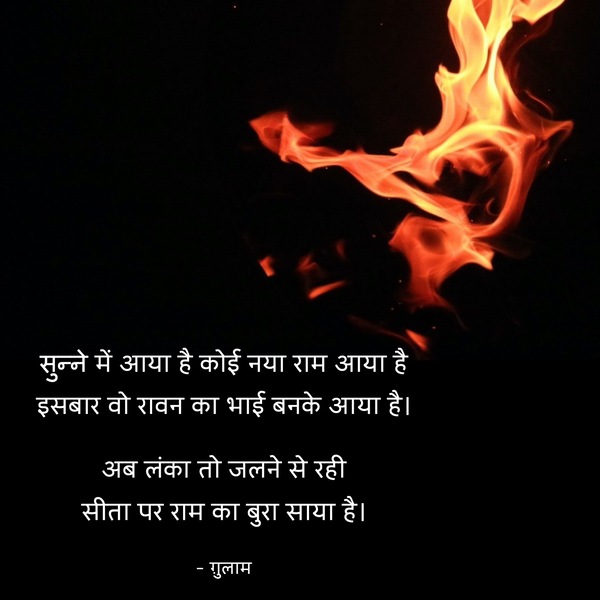 सुन्ने में आया है कोई नया राम आया है
इसबार वो रावन का भाई बनके आया है।
अब लंका तो जलने से रही
सीता पर राम का बुरा साया है।
- ग़ुलाम